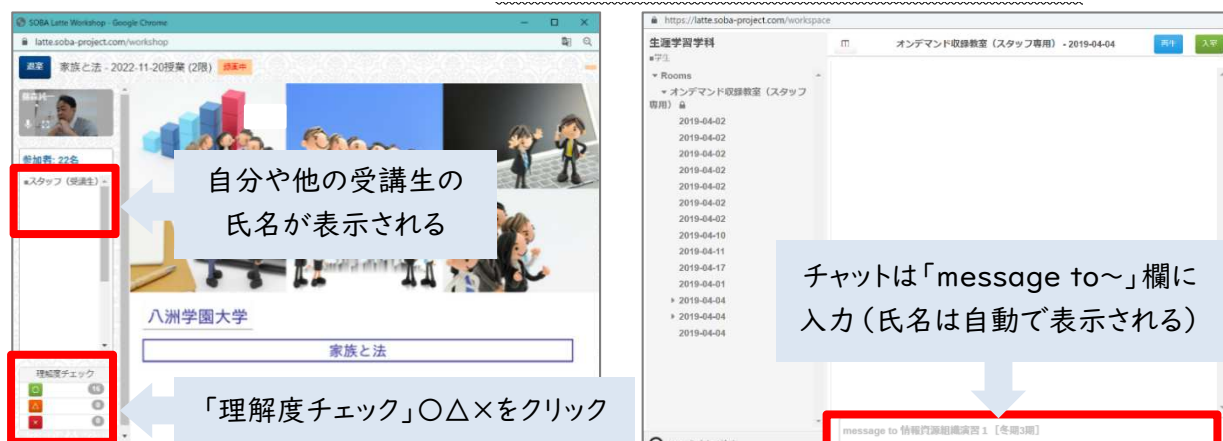 SOBA Latte Workshop - Google Chrome
latte.soba-project.com/workshop
退室 家族と法 - 2022-11-20授業 (2限) 録画中
参加者: 22名
■スタッフ（受講生）
自分や他の受講生の
氏名が表示される
八洲学園大学
家族と法
理解度チェック
○ 16
△ 0
× 0
「理解度チェック」○△×をクリック
https://latte.soba-project.com/workspace
生涯学習学科
■学生
オンデマンド収録教室（スタッフ専用） - 2019-04-04 再生 入室
Rooms
オンデマンド収録教室（スタッフ
専用）
2019-04-02
2019-04-02
2019-04-02
2019-04-02
2019-04-02
2019-04-02
2019-04-02
2019-04-10
2019-04-11
2019-04-17
2019-04-01
2019-04-04
2019-04-04
2019-04-04
チャットは「message to～」欄に
入力（氏名は自動で表示される）
message to 情報資源組織演習１［冬期3期］